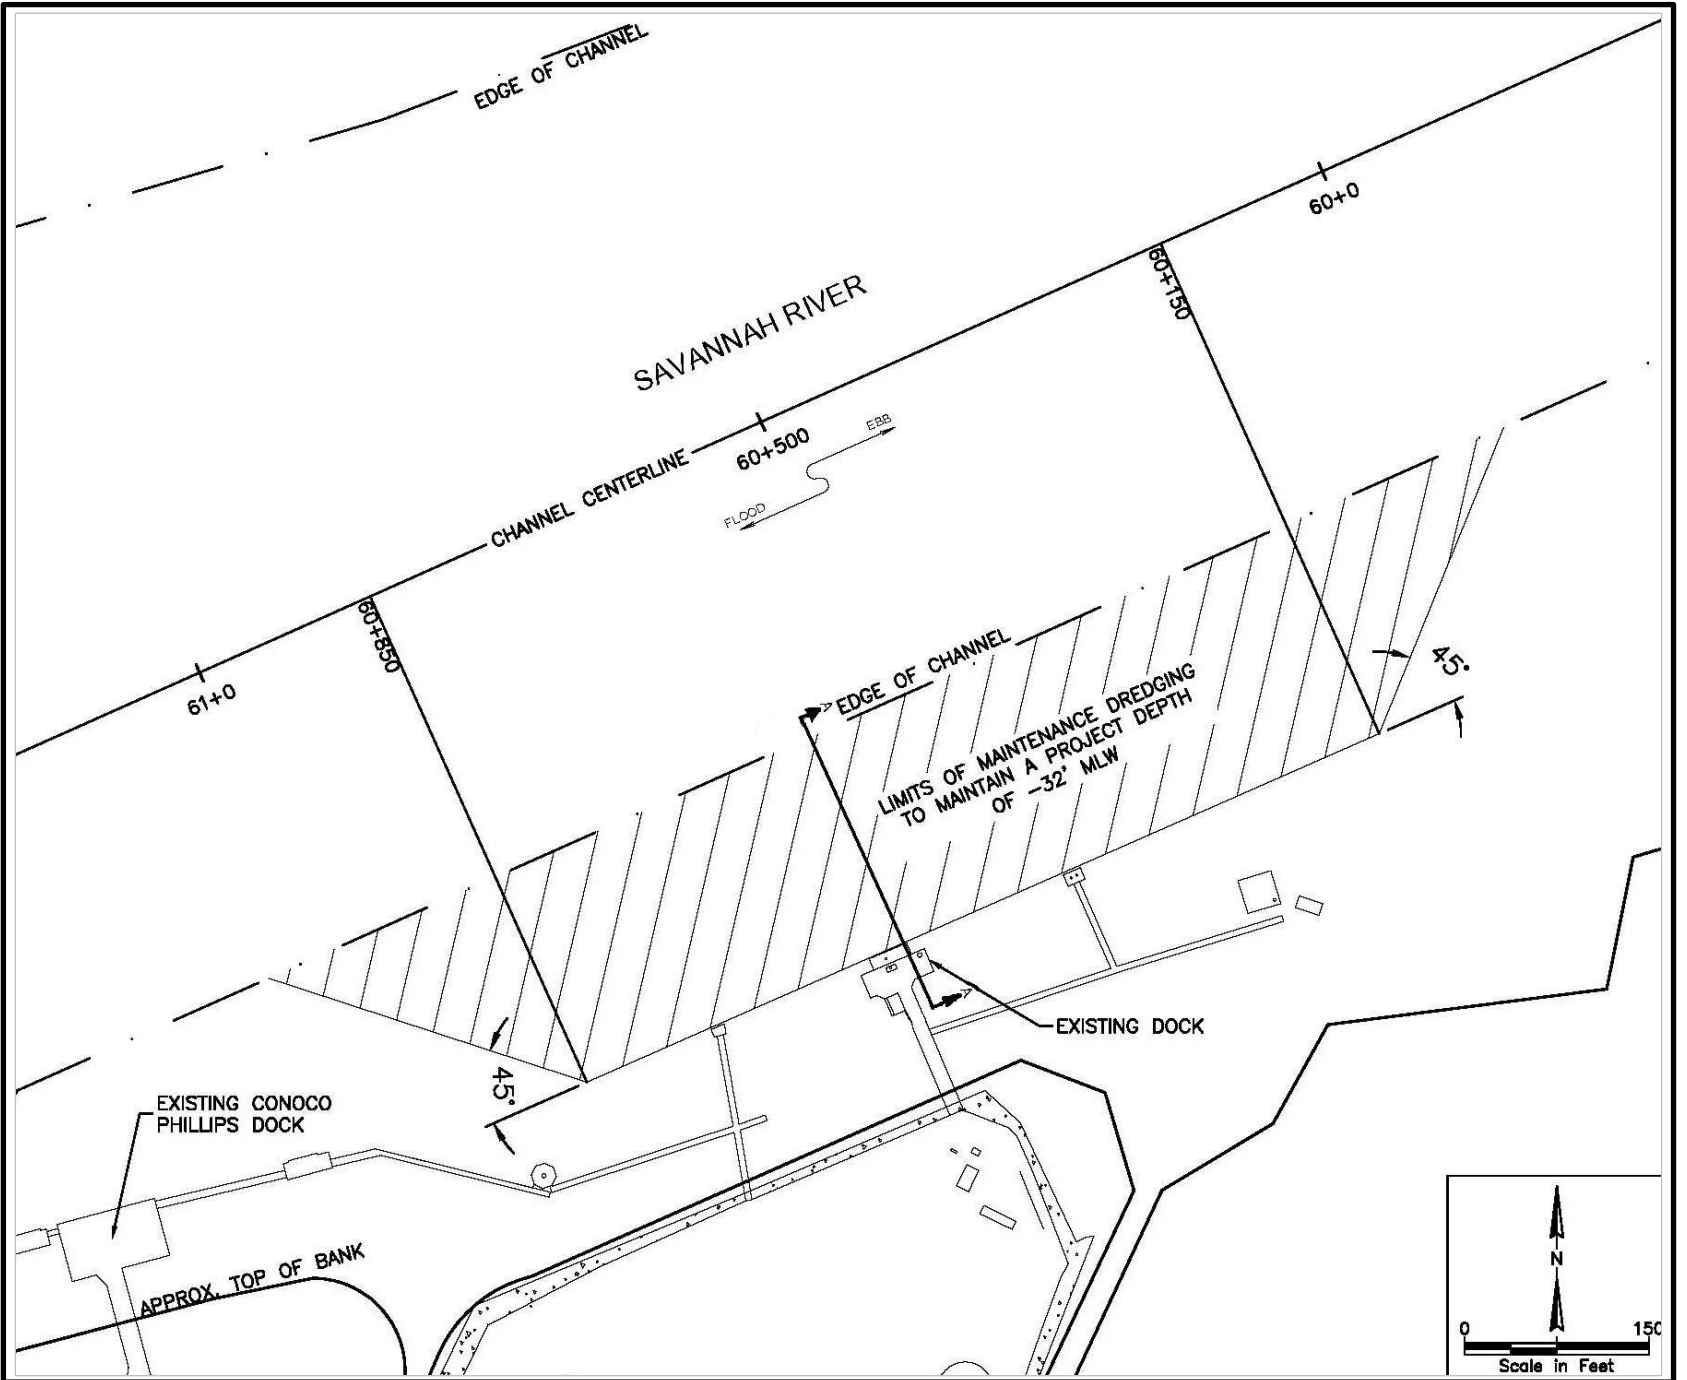 EDGE OF CHANNEL
60+0
60+150
SAVANNAH RIVER
EBB
60+500
FLOOD
CHANNEL CENTERLINE
60+850
61+0
A EDGE OF CHANNEL
45°
LIMITS OF MAINTENANCE DREDGING
TO MAINTAIN A PROJECT DEPTH
OF -32' MLW
A
EXISTING DOCK
45°
EXISTING CONOCO
PHILLIPS DOCK
APPROX. TOP OF BANK
N
0 150
Scale in Feet